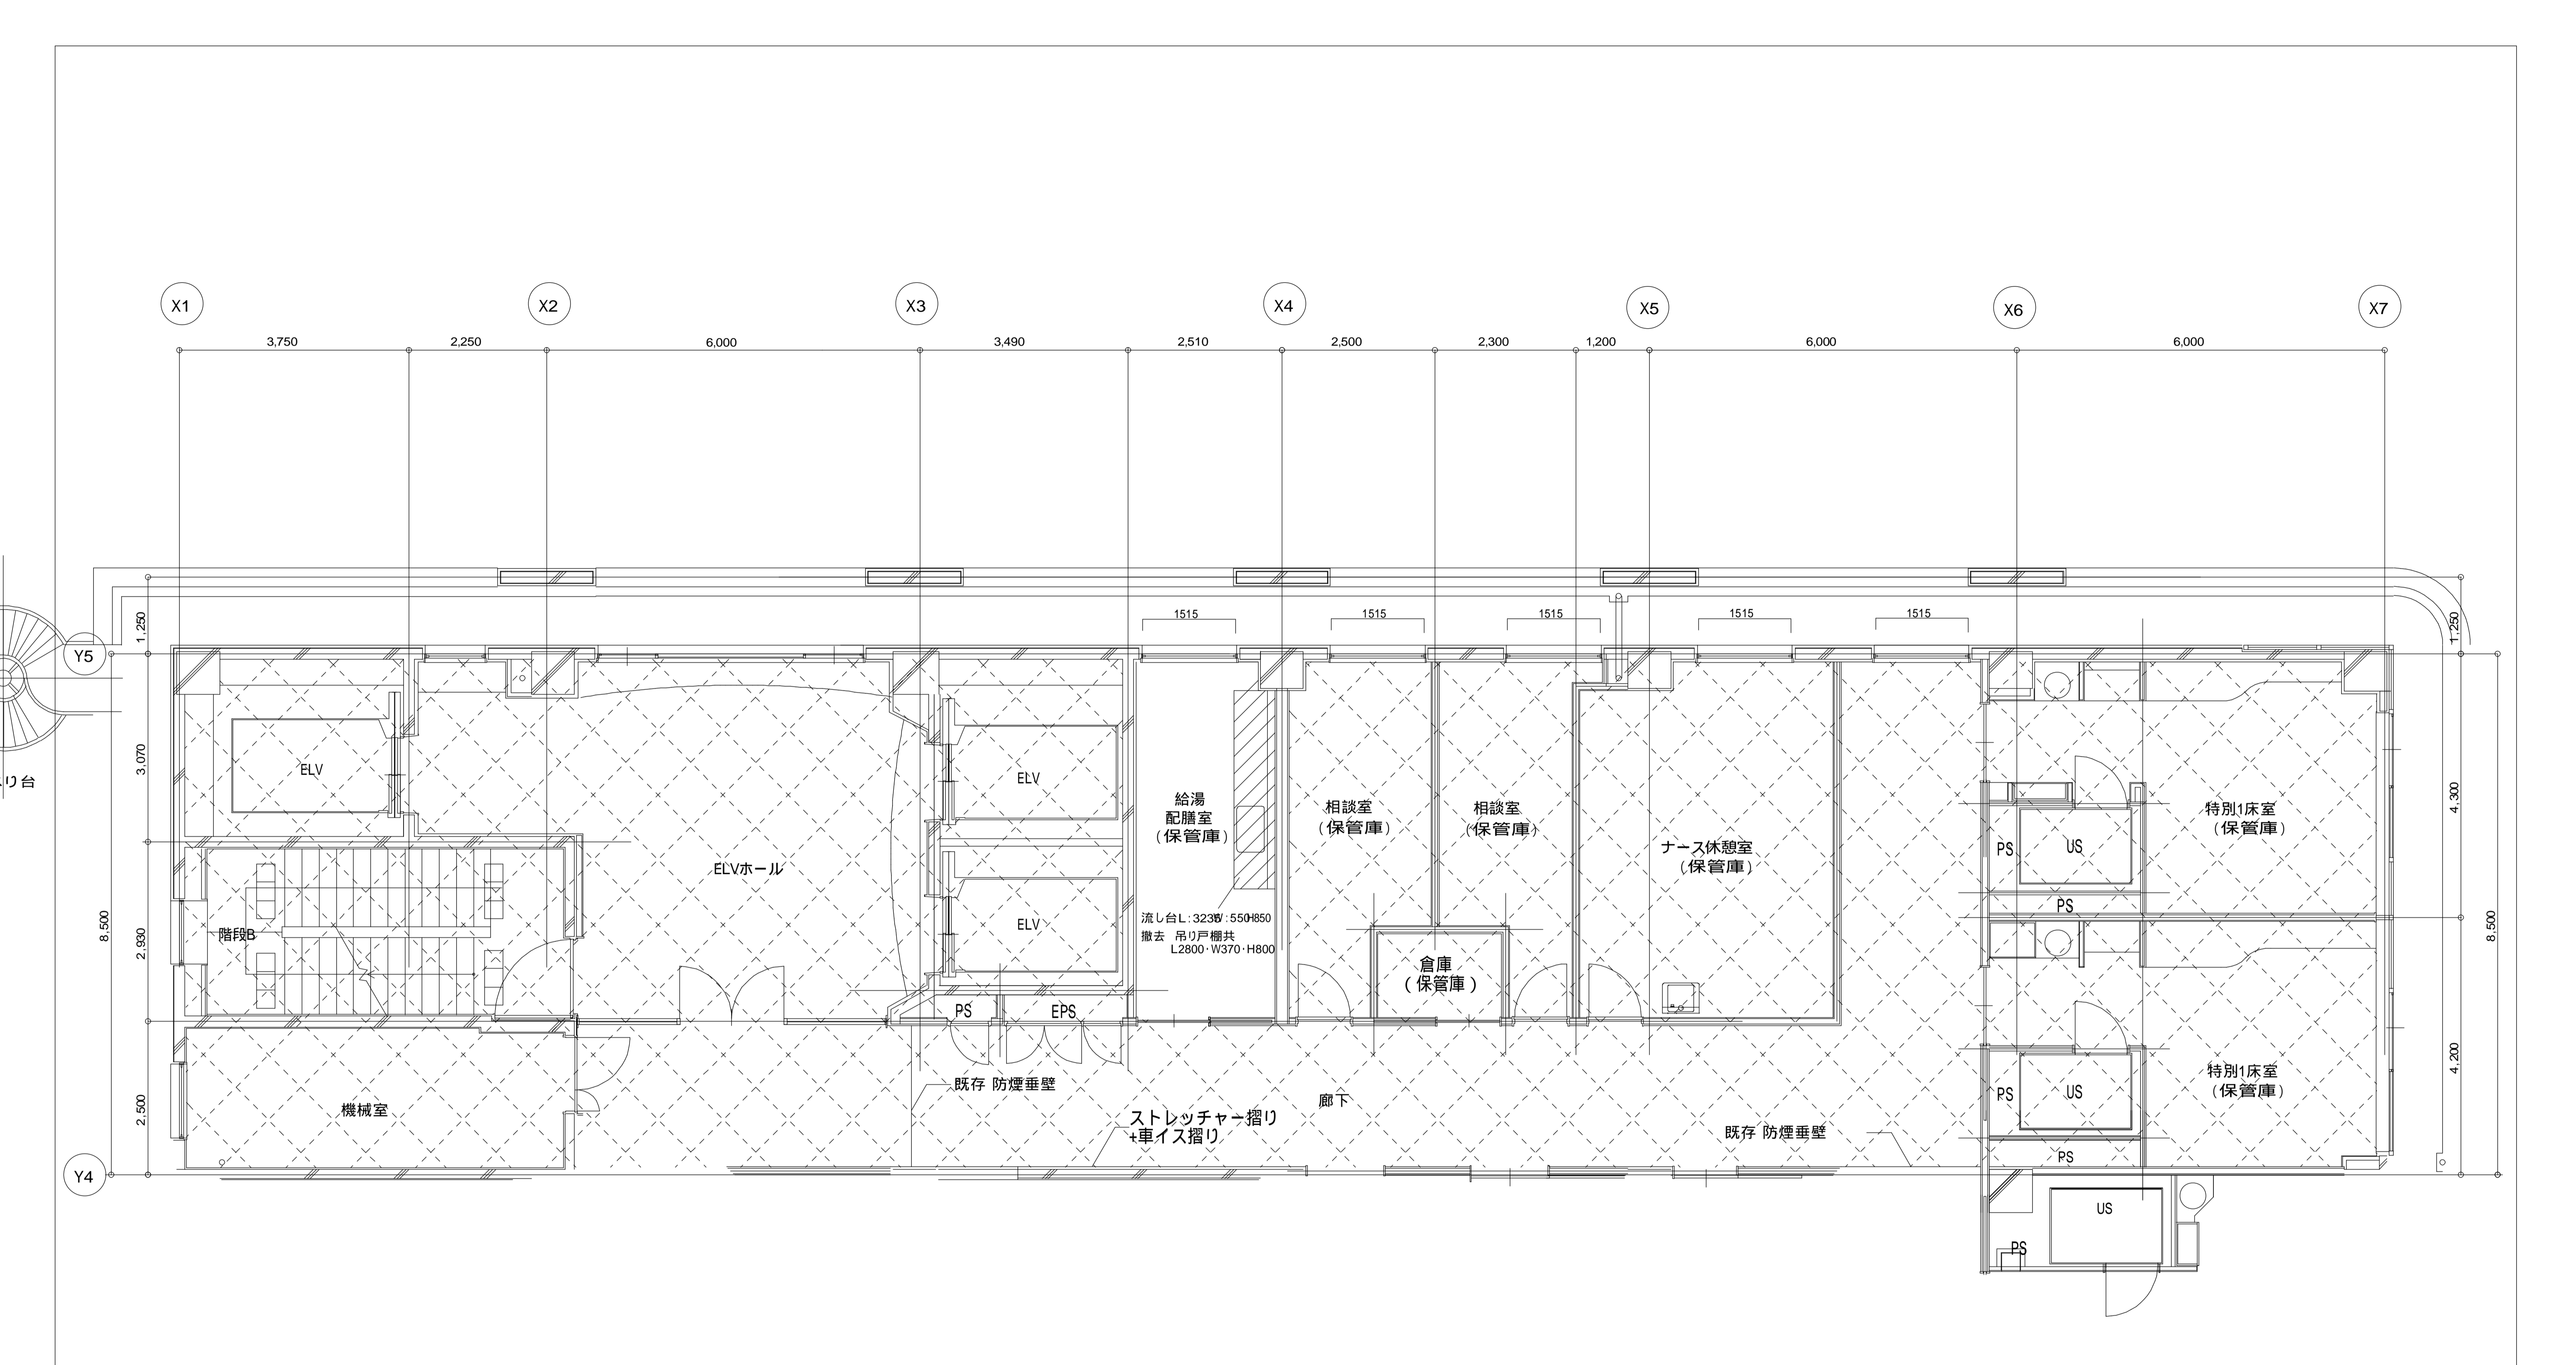 X1
X2
X3
X4
X5
X6
X7
3,750
2,250
6,000
3,490
2,510
2,500
2,300
1,200
6,000
6,000
1515
1515
1515
1515
1515
Y5
1,250
1,250
3,070
8,500
2,930
2,500
4,300
8,500
4,200
り台
ELV
ELV
ELV
ELVホール
階段B
機械室
給湯
配膳室
(保管庫)
相談室
(保管庫)
相談室
(保管庫)
ナース休憩室
(保管庫)
特別1床室
(保管庫)
PS
US
PS
流し台L:3235 W:550 H850
撤去 吊り戸棚共
L2800・W370・H800
倉庫
(保管庫)
PS
EPS
既存 防煙垂壁
廊下
ストレッチャー摺り
+車イス摺り
既存 防煙垂壁
特別1床室
(保管庫)
PS
US
PS
Y4
US
PS